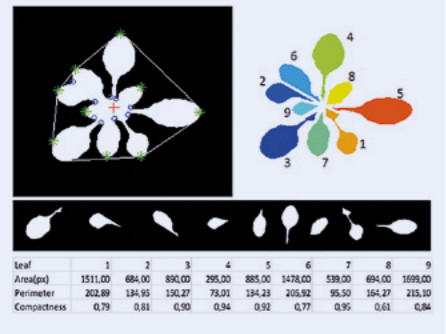 4
6
5
2
8
9
3
7
1
Leaf 1 2 3 4 5 6 7 8 9
Area(px) 1511,00 684,00 890,00 295,00 885,00 1478,00 539,00 694,00 1699,00
Perimeter 202,89 134,95 150,27 73,01 134,23 205,92 95,50 164,27 215,10
Compactness 0,79 0,81 0,90 0,94 0,92 0,77 0,95 0,61 0,84